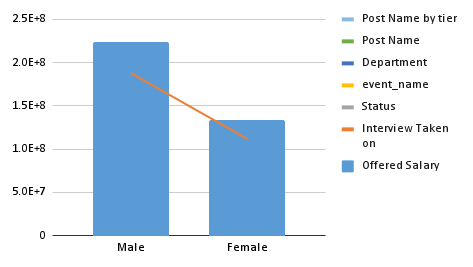 2.5E+8
2.0E+8
1.5E+8
1.0E+8
5.0E+7
0
Male Female
Post Name by tier
Post Name
Department
event_name
Status
Interview Taken
on
Offered Salary